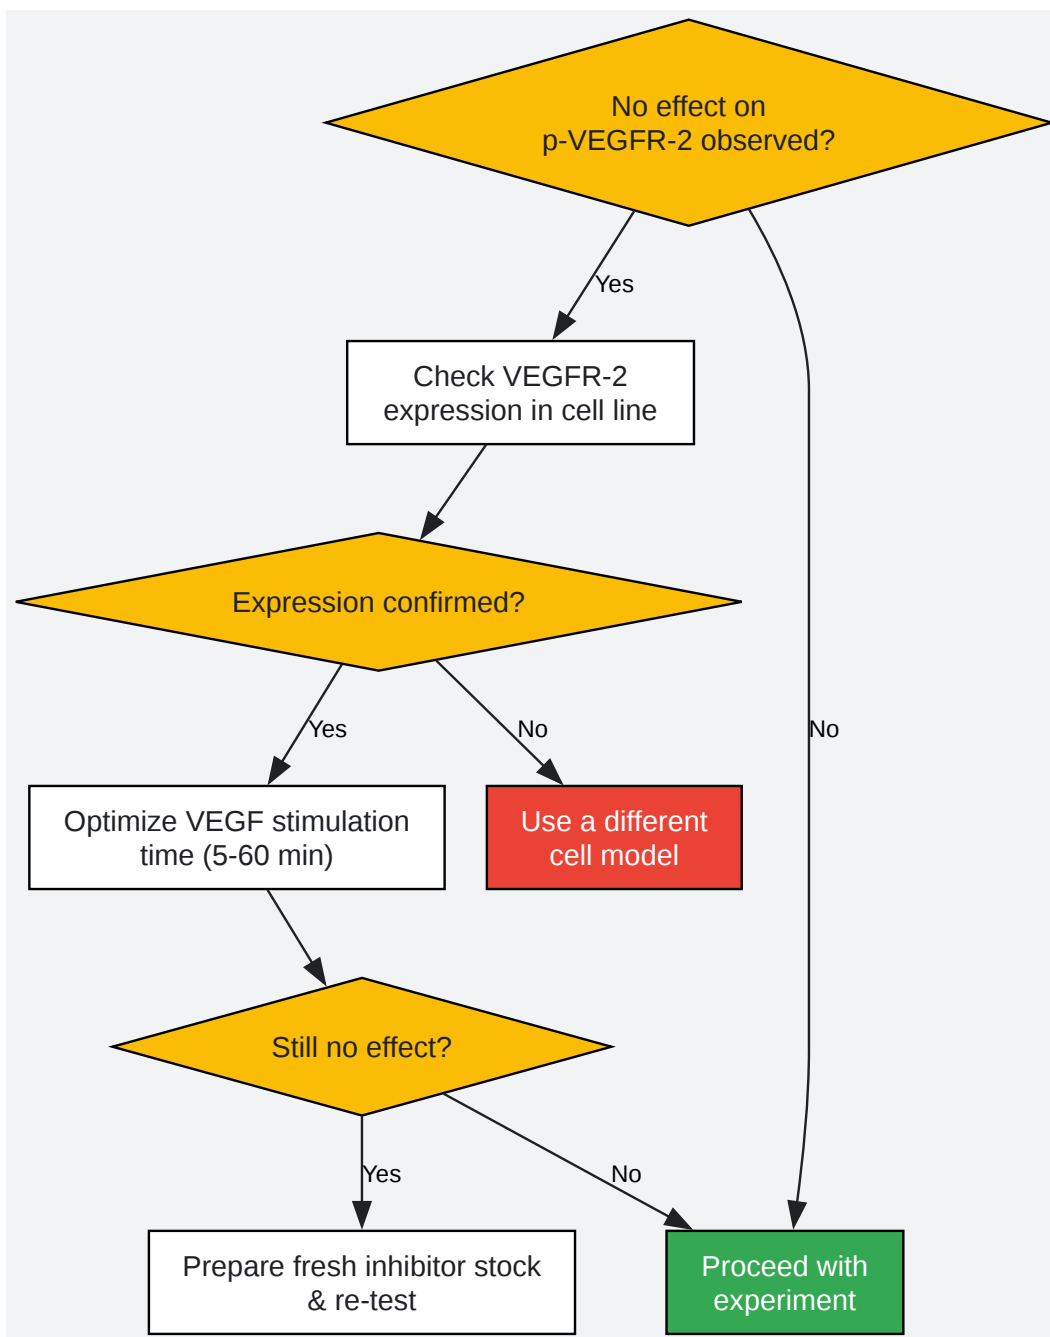 No effect on
p-VEGFR-2 observed?
Yes
Check VEGFR-2
expression in cell line
Expression confirmed?
Yes
No
No
Optimize VEGF stimulation
time (5-60 min)
Use a different
cell model
Still no effect?
Yes
No
Prepare fresh inhibitor stock
& re-test
Proceed with
experiment